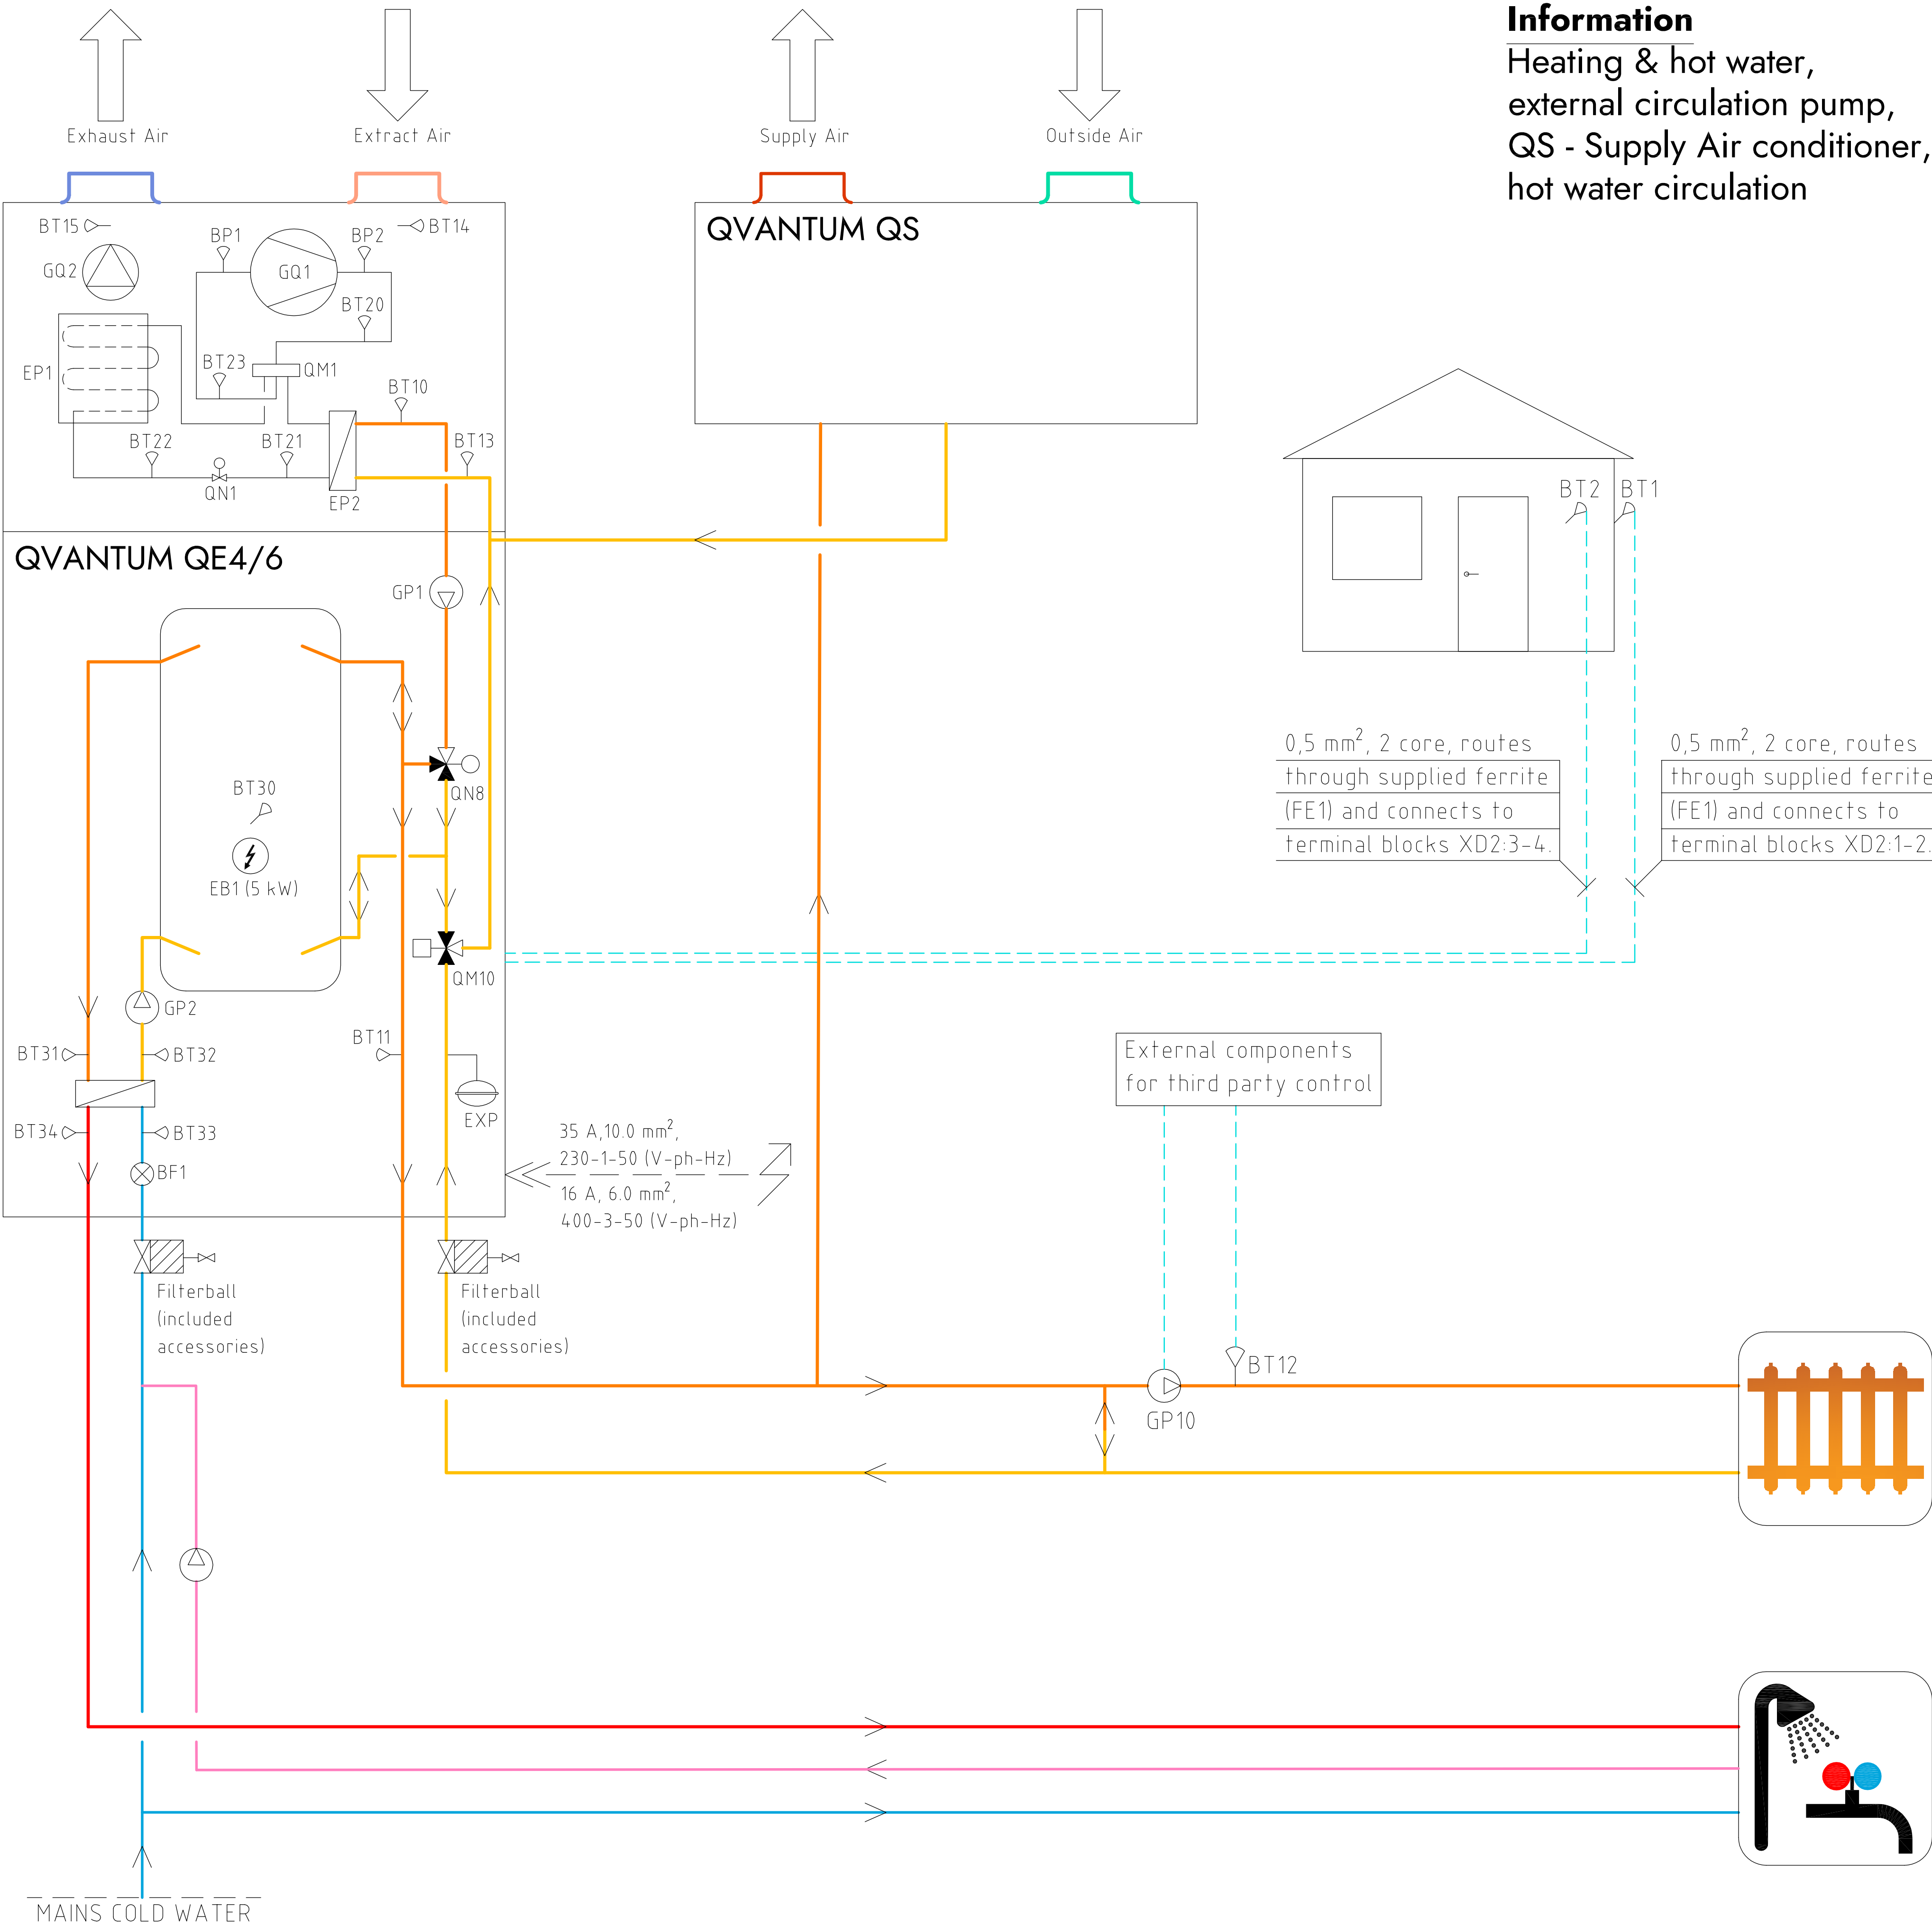 Information
Heating & hot water,
external circulation pump,
QS - Supply Air conditioner,
hot water circulation
Exhaust Air
Extract Air
Supply Air
Outside Air
BT15
BT14
BP1
BP2
GQ2
GQ1
BT20
BT23
QM1
EP1
BT10
BT22
BT21
BT13
QN1
EP2
QVANTUM QS
BT2
BT1
QVANTUM QE4/6
GP1
BT30
QN8
EB1 (5 kW)
QM10
GP2
BT11
BT31
BT32
EXP
BT34
BT33
BF1
0,5 mm², 2 core, routes
through supplied ferrite
(FE1) and connects to
terminal blocks XD2:3-4.
0,5 mm², 2 core, routes
through supplied ferrite
(FE1) and connects to
terminal blocks XD2:1-2.
External components
for third party control
35 A,10.0 mm²,
230-1-50 (V-ph-Hz)
16 A, 6.0 mm²,
400-3-50 (V-ph-Hz)
Filterball
(included
accessories)
Filterball
(included
accessories)
BT12
GP10
MAINS COLD WATER